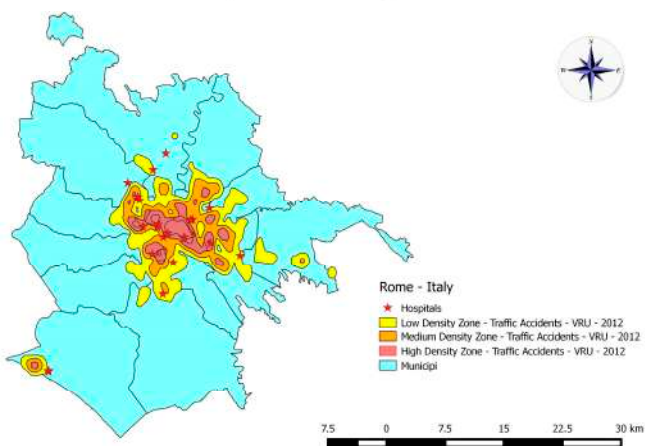 N
W
E
S
Rome - Italy
Hospitals
Low Density Zone - Traffic Accidents - VRU - 2012
Medium Density Zone - Traffic Accidents - VRU - 2012
High Density Zone - Traffic Accidents - VRU - 2012
Municipi
7.5 0 7.5 15 22.5 30 km